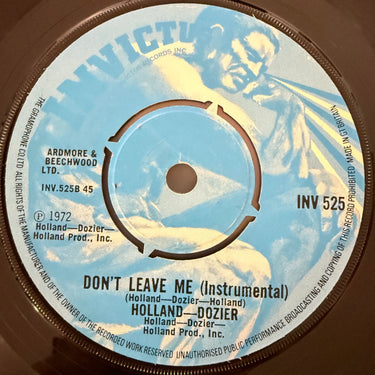 INVICTUS
RECORDS INC
ARDMORE &
BEECHWOOD
LTD.
INV.525B 45
INV 525
℗ 1972
Holland—Dozier—
Holland Prod., Inc.
DON'T LEAVE ME (Instrumental)
(Holland—Dozier—Holland)
HOLLAND—DOZIER
Holland—Dozier—
Holland Prod., Inc.
THE GRAMOPHONE CO LTD ALL RIGHTS OF THE MANUFACTURER AND OF THE OWNER OF THE RECORDED WORK RESERVED UNAUTHORISED PUBLIC PERFORMANCE BROADCASTING AND COPYING OF THIS RECORD PROHIBITED MADE IN GT BRITAIN